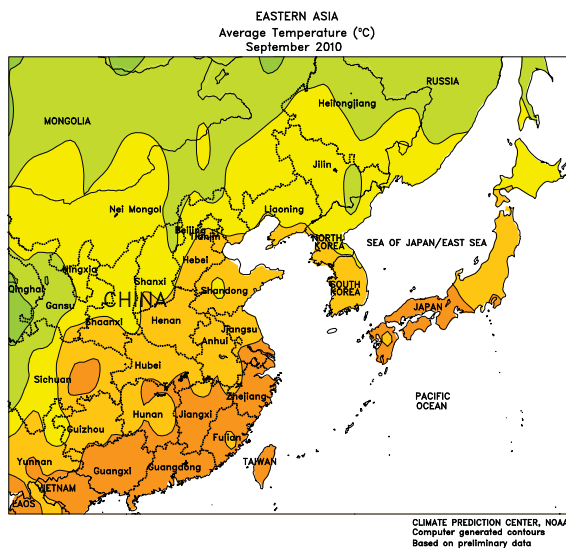 EASTERN ASIA
Average Temperature (°C)
September 2010
RUSSIA
Heilongjiang
MONGOLIA
Jilin
Nei Mongol
Liaoning
Beijing
Tianjin
NORTH
KOREA
SEA OF JAPAN/EAST SEA
Hebei
Ningxia
Shanxi
Qinghai
Gansu
CHINA
Shandong
SOUTH
KOREA
JAPAN
Shaanxi
Henan
Jiangsu
Anhui
Hubei
Sichuan
Zhejiang
PACIFIC
OCEAN
Hunan
Jiangxi
Guizhou
Fujian
Yunnan
Guangxi
Guangdong
TAIWAN
VIETNAM
LAOS
CLIMATE PREDICTION CENTER, NOAA
Computer generated contours
Based on preliminary data